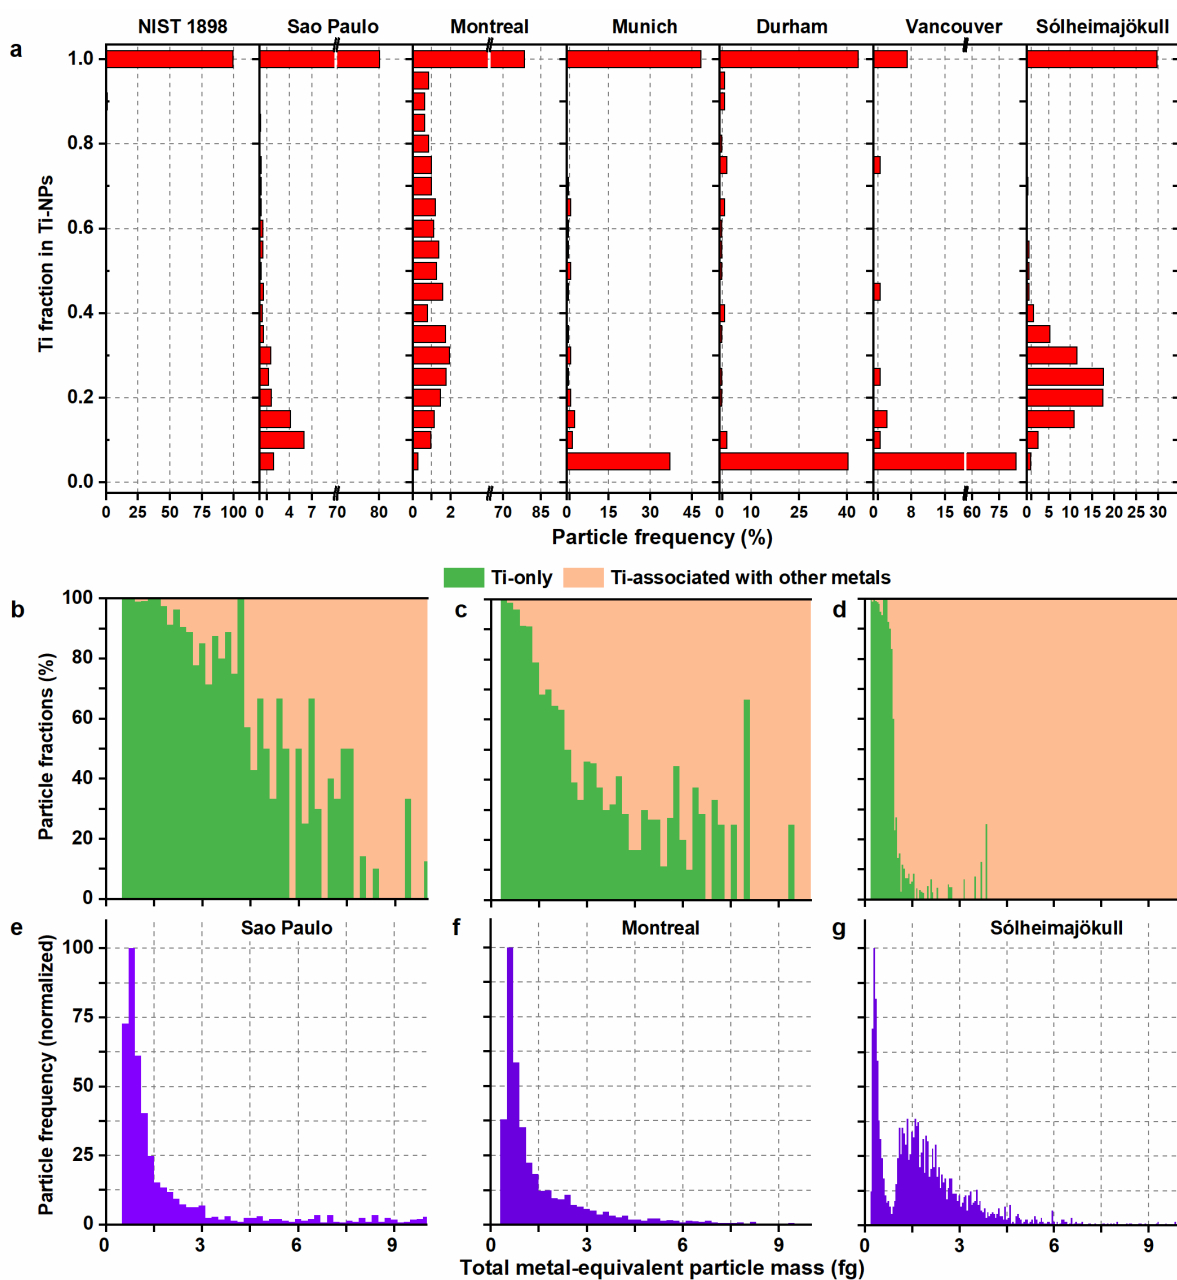 NIST 1898 Sao Paulo Montreal Munich Durham Vancouver Sólheimajökull
a
1.0
0.8
0.6
0.4
0.2
0.0
Ti fraction in Ti-NPs
0 25 50 75 100 0 4 7 70 80 0 2 70 85 0 15 30 45 0 25 40 0 8 60 75 0 5 10 15 25 30
Particle frequency (%)
Ti-only Ti-associated with other metals
b c d
100
80
60
40
20
0
Particle fractions (%)
e Sao Paulo f Montreal g Sólheimajökull
100
75
50
25
0
Particle frequency (normalized)
0 3 6 9 0 3 6 9 0 3 6 9
Total metal-equivalent particle mass (fg)